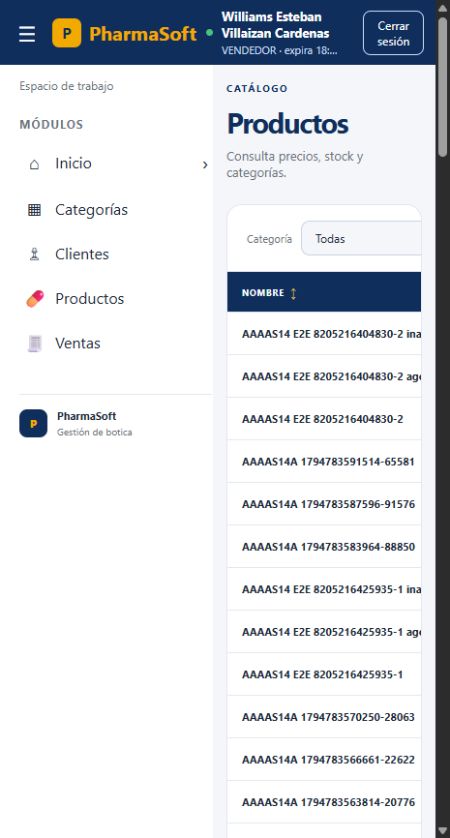 P PharmaSoft
Williams Esteban
Villaizan Cardenas
VENDEDOR · expira 18:...
Cerrar
sesión
Espacio de trabajo
MÓDULOS
Inicio
Categorías
Clientes
Productos
Ventas
P PharmaSoft
Gestión de botica
CATÁLOGO
Productos
Consulta precios, stock y
categorías.
Categoría Todas
NOMBRE
AAAAS14 E2E 8205216404830-2 ina
AAAAS14 E2E 8205216404830-2 ago
AAAAS14 E2E 8205216404830-2
AAAAS14A 1794783591514-65581
AAAAS14A 1794783587596-91576
AAAAS14A 1794783583964-88850
AAAAS14 E2E 8205216425935-1 ina
AAAAS14 E2E 8205216425935-1 ago
AAAAS14 E2E 8205216425935-1
AAAAS14A 1794783570250-28063
AAAAS14A 1794783566661-22622
AAAAS14A 1794783563814-20776